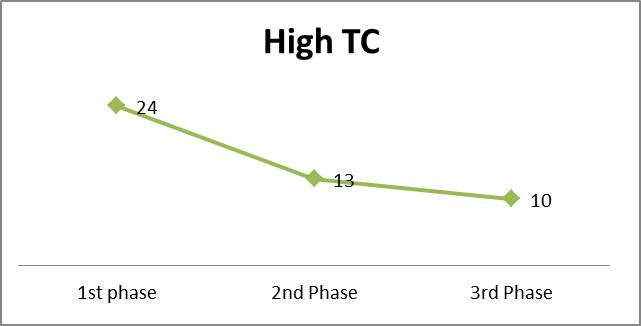 High TC
24
13
10
1st phase
2nd Phase
3rd Phase